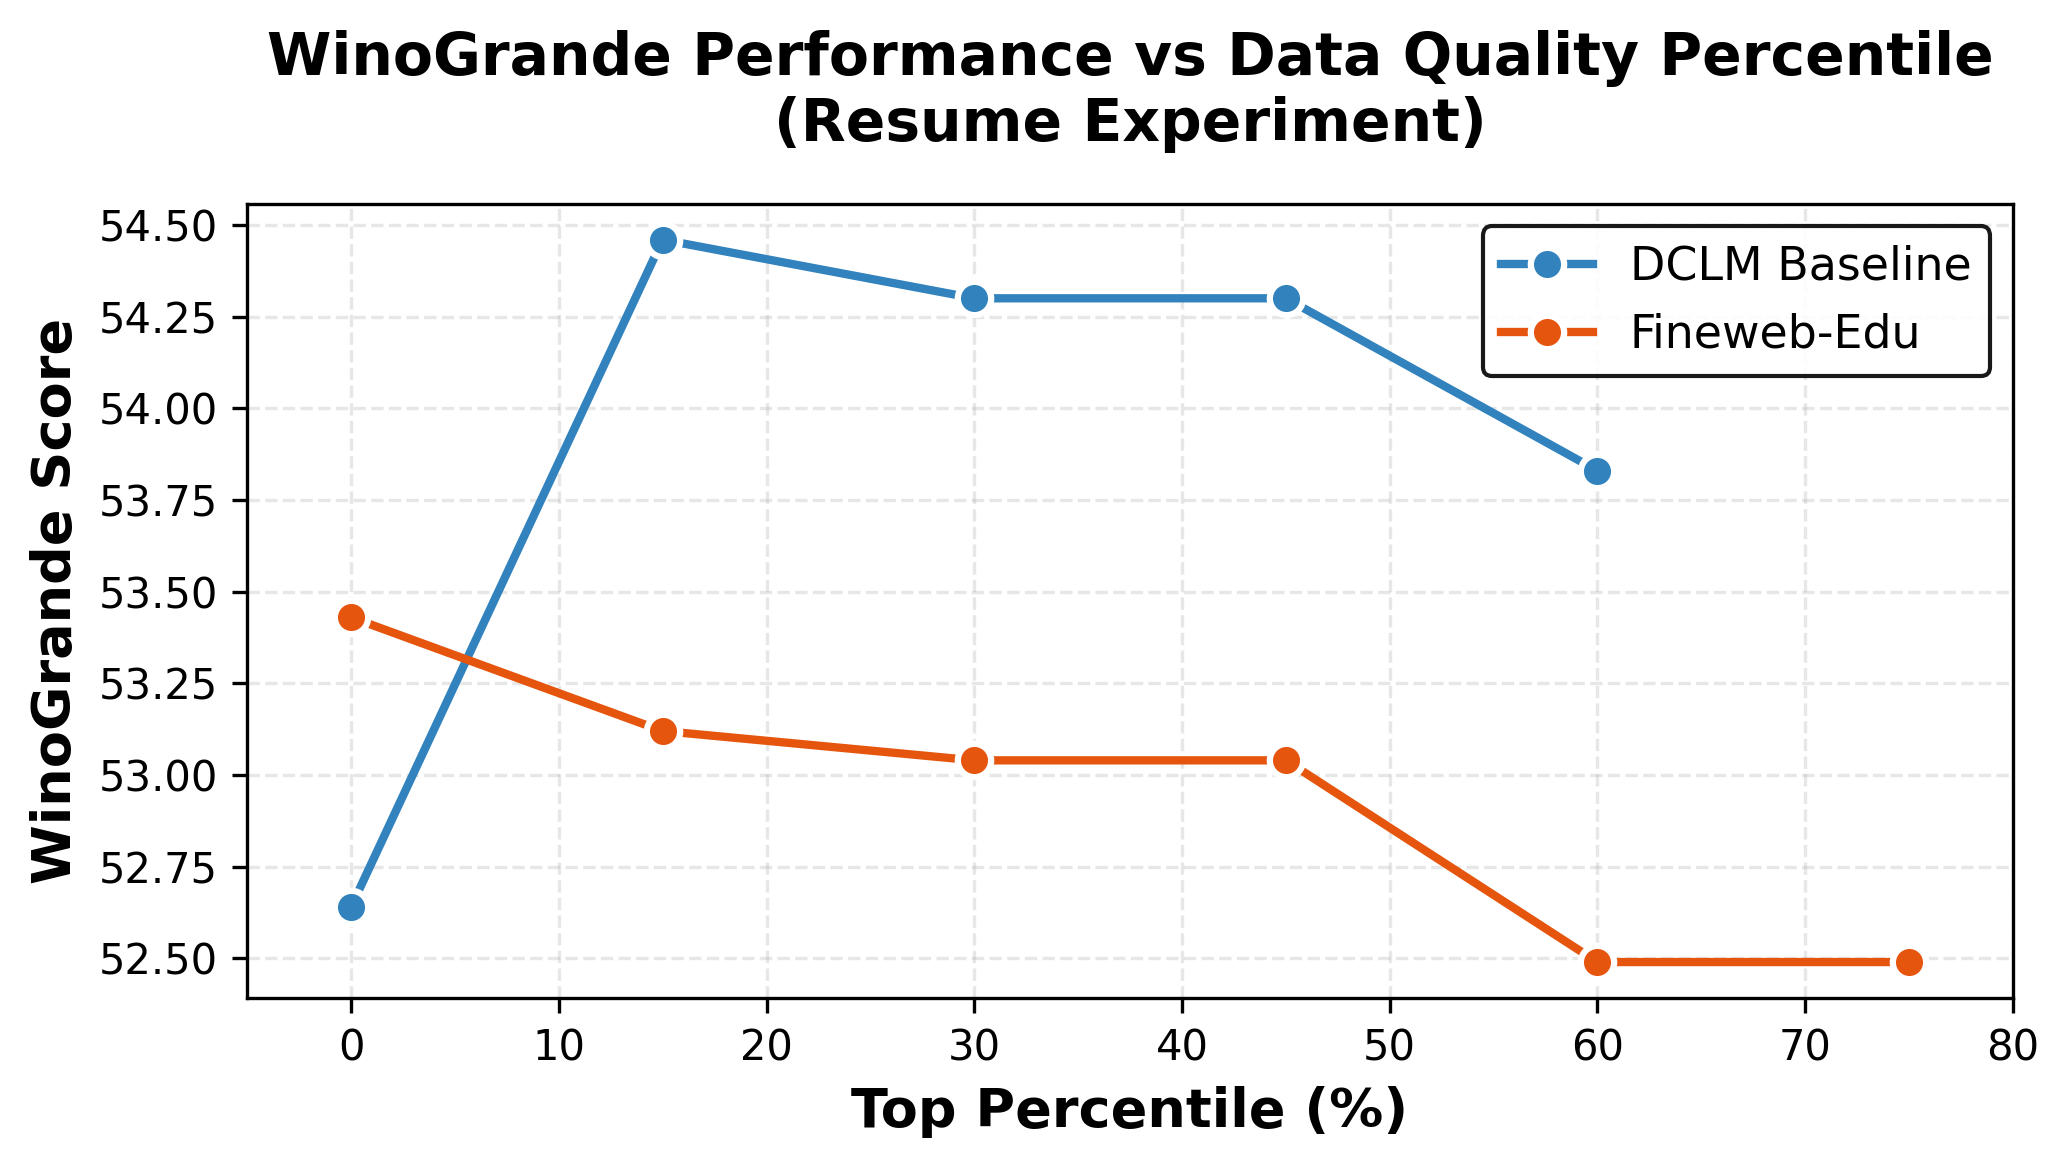 WinoGrande Performance vs Data Quality Percentile
(Resume Experiment)
DCLM Baseline
Fineweb-Edu
WinoGrande Score
54.50
54.25
54.00
53.75
53.50
53.25
53.00
52.75
52.50
0 10 20 30 40 50 60 70 80
Top Percentile (%)